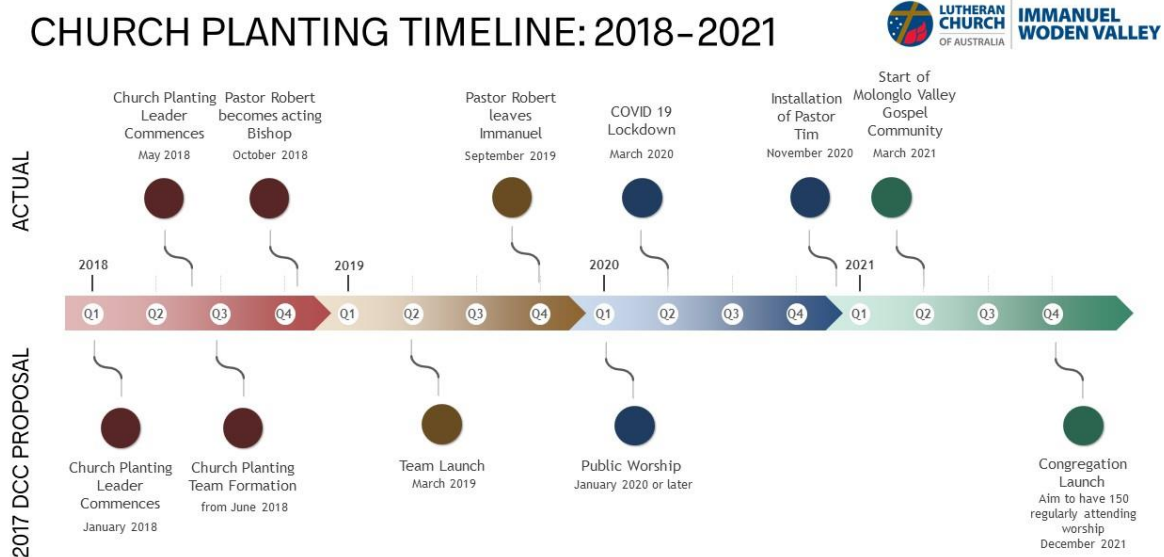 CHURCH PLANTING TIMELINE: 2018–2021
LUTHERAN
CHURCH
OF AUSTRALIA
IMMANUEL
WODEN VALLEY
ACTUAL
Church Planting
Leader
Commences
May 2018
Pastor Robert
becomes acting
Bishop
October 2018
Pastor Robert
leaves
Immanuel
September 2019
COVID 19
Lockdown
March 2020
Installation
of Pastor
Tim
November 2020
Start of
Molonglo Valley
Gospel
Community
March 2021
2018
2019
2020
2021
Q1 Q2 Q3 Q4 Q1 Q2 Q3 Q4 Q1 Q2 Q3 Q4 Q1 Q2 Q3 Q4
2017 DCC PROPOSAL
Church Planting
Leader
Commences
January 2018
Church Planting
Team Formation
from June 2018
Team Launch
March 2019
Public Worship
January 2020 or later
Congregation
Launch
Aim to have 150
regularly attending
worship
December 2021